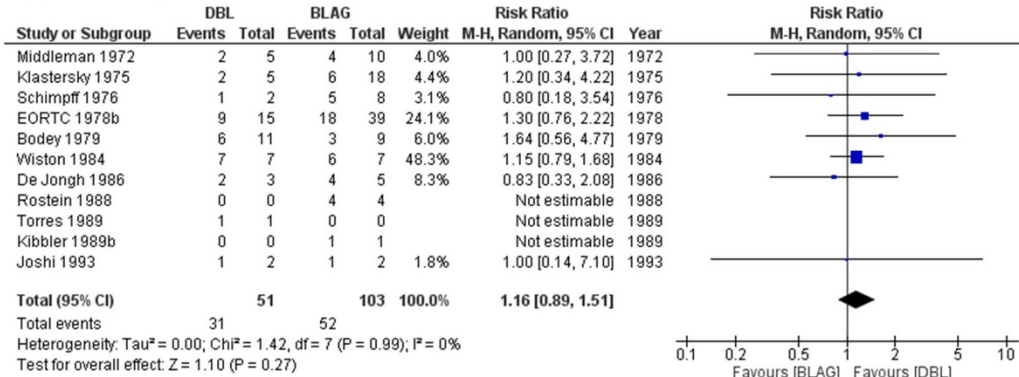 DBL BLAG Risk Ratio Risk Ratio
Study or Subgroup Events Total Events Total Weight M-H, Random, 95% CI Year M-H, Random, 95% CI
Middleman 1972 2 5 4 10 4.0% 1.00 [0.27, 3.72] 1972
Klastersky 1975 2 5 6 18 4.4% 1.20 [0.34, 4.22] 1975
Schimpff 1976 1 2 5 8 3.1% 0.80 [0.18, 3.54] 1976
EORTC 1978b 9 15 18 39 24.1% 1.30 [0.76, 2.22] 1978
Bodey 1979 6 11 3 9 6.0% 1.64 [0.56, 4.77] 1979
Wiston 1984 7 7 6 7 48.3% 1.15 [0.79, 1.68] 1984
De Jongh 1986 2 3 4 5 8.3% 0.83 [0.33, 2.08] 1986
Rostein 1988 0 0 4 4 Not estimable 1988
Torres 1989 1 1 0 0 Not estimable 1989
Kibbler 1989b 0 0 1 1 Not estimable 1989
Joshi 1993 1 2 1 2 1.8% 1.00 [0.14, 7.10] 1993
Total (95% CI) 51 103 100.0% 1.16 [0.89, 1.51]
Total events 31 52
Heterogeneity: Tau² = 0.00; Chi² = 1.42, df = 7 (P = 0.99); I² = 0%
Test for overall effect: Z = 1.10 (P = 0.27)
0.1 0.2 0.5 1 2 5 10
Favours [BLAG] Favours [DBL]